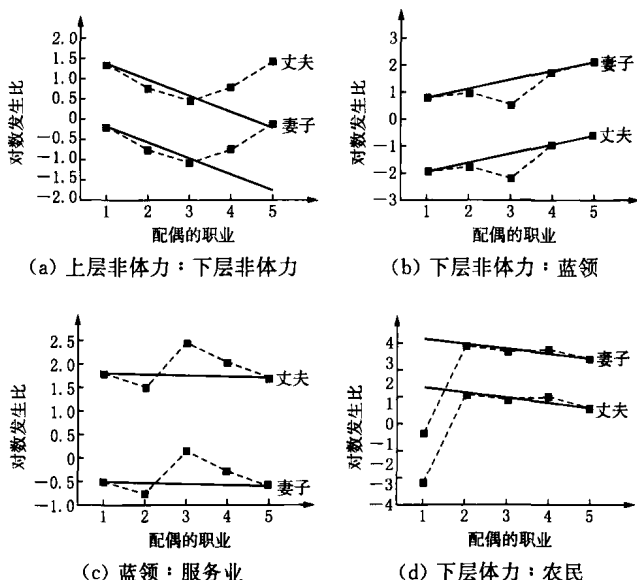 对数发生比
2.0
1.5
1.0
0.5
0
−0.5
−1.0
−1.5
−2.0
丈夫
妻子
1 2 3 4 5
配偶的职业
(a) 上层非体力：下层非体力
对数发生比
3
2
1
0
−1
−2
−3
妻子
丈夫
1 2 3 4 5
配偶的职业
(b) 下层非体力：蓝领
对数发生比
2.5
2.0
1.5
1.0
0.5
0
−0.5
−1.0
丈夫
妻子
1 2 3 4 5
配偶的职业
(c) 蓝领：服务业
对数发生比
4
3
2
1
0
−1
−2
−3
−4
妻子
丈夫
1 2 3 4 5
配偶的职业
(d) 下层体力：农民